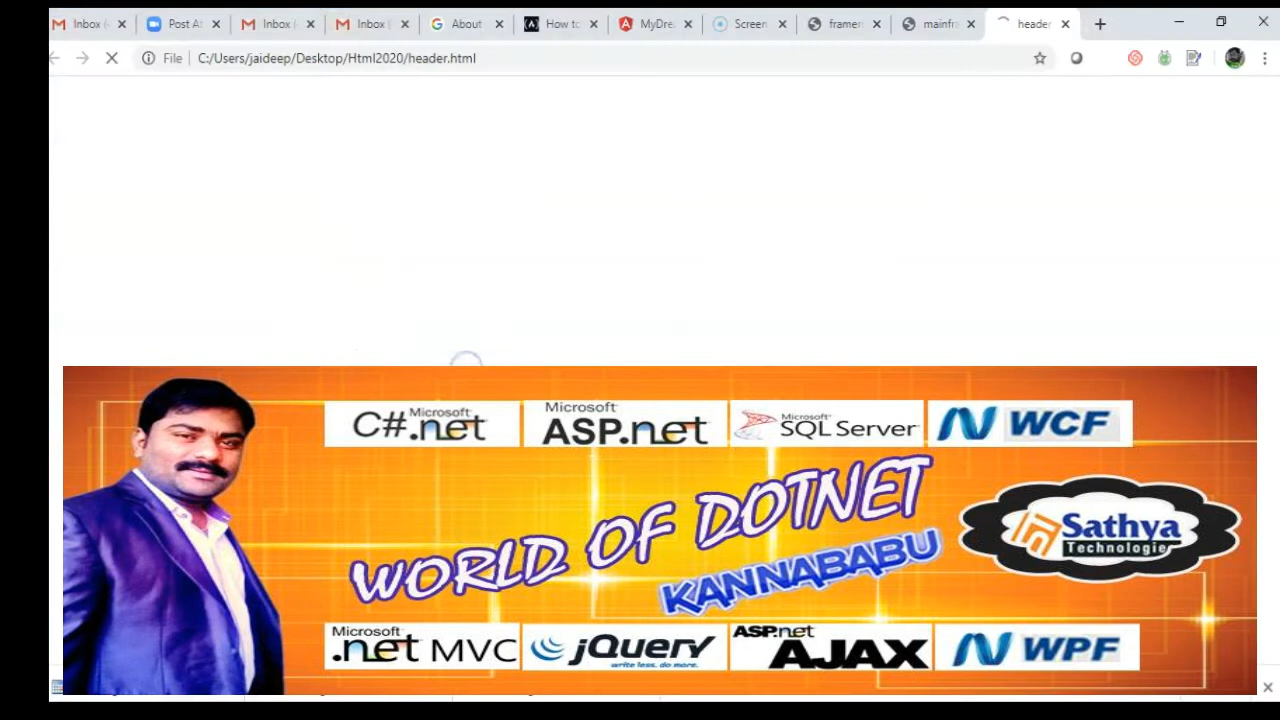 Inbox ( Post At Inbox ( Inbox ( About How to MyDre Screen framer mainfr header
File C:/Users/jaideep/Desktop/Html2020/header.html
Microsoft C#.net Microsoft ASP.net Microsoft SQL Server WCF
WORLD OF DOTNET
KANNABABU
Sathya
Technologie
Microsoft .net MVC jQuery write less. do more. ASP.net AJAX WPF